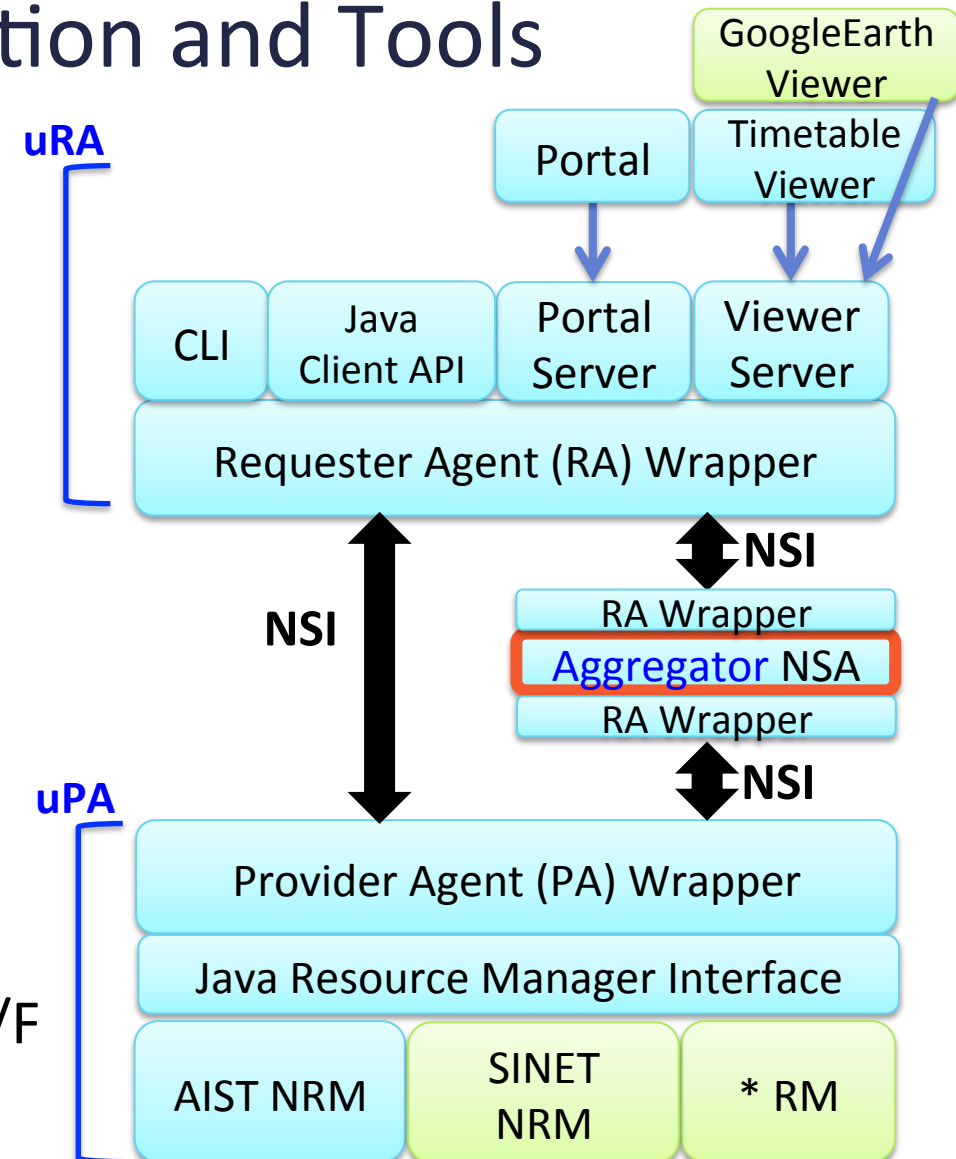 tion and Tools
GoogleEarth
Viewer
uRA
Portal
Timetable
Viewer
CLI
Java
Client API
Portal
Server
Viewer
Server
Requester Agent (RA) Wrapper
NSI
NSI
RA Wrapper
Aggregator NSA
RA Wrapper
NSI
uPA
Provider Agent (PA) Wrapper
Java Resource Manager Interface
/F
AIST NRM
SINET
NRM
* RM